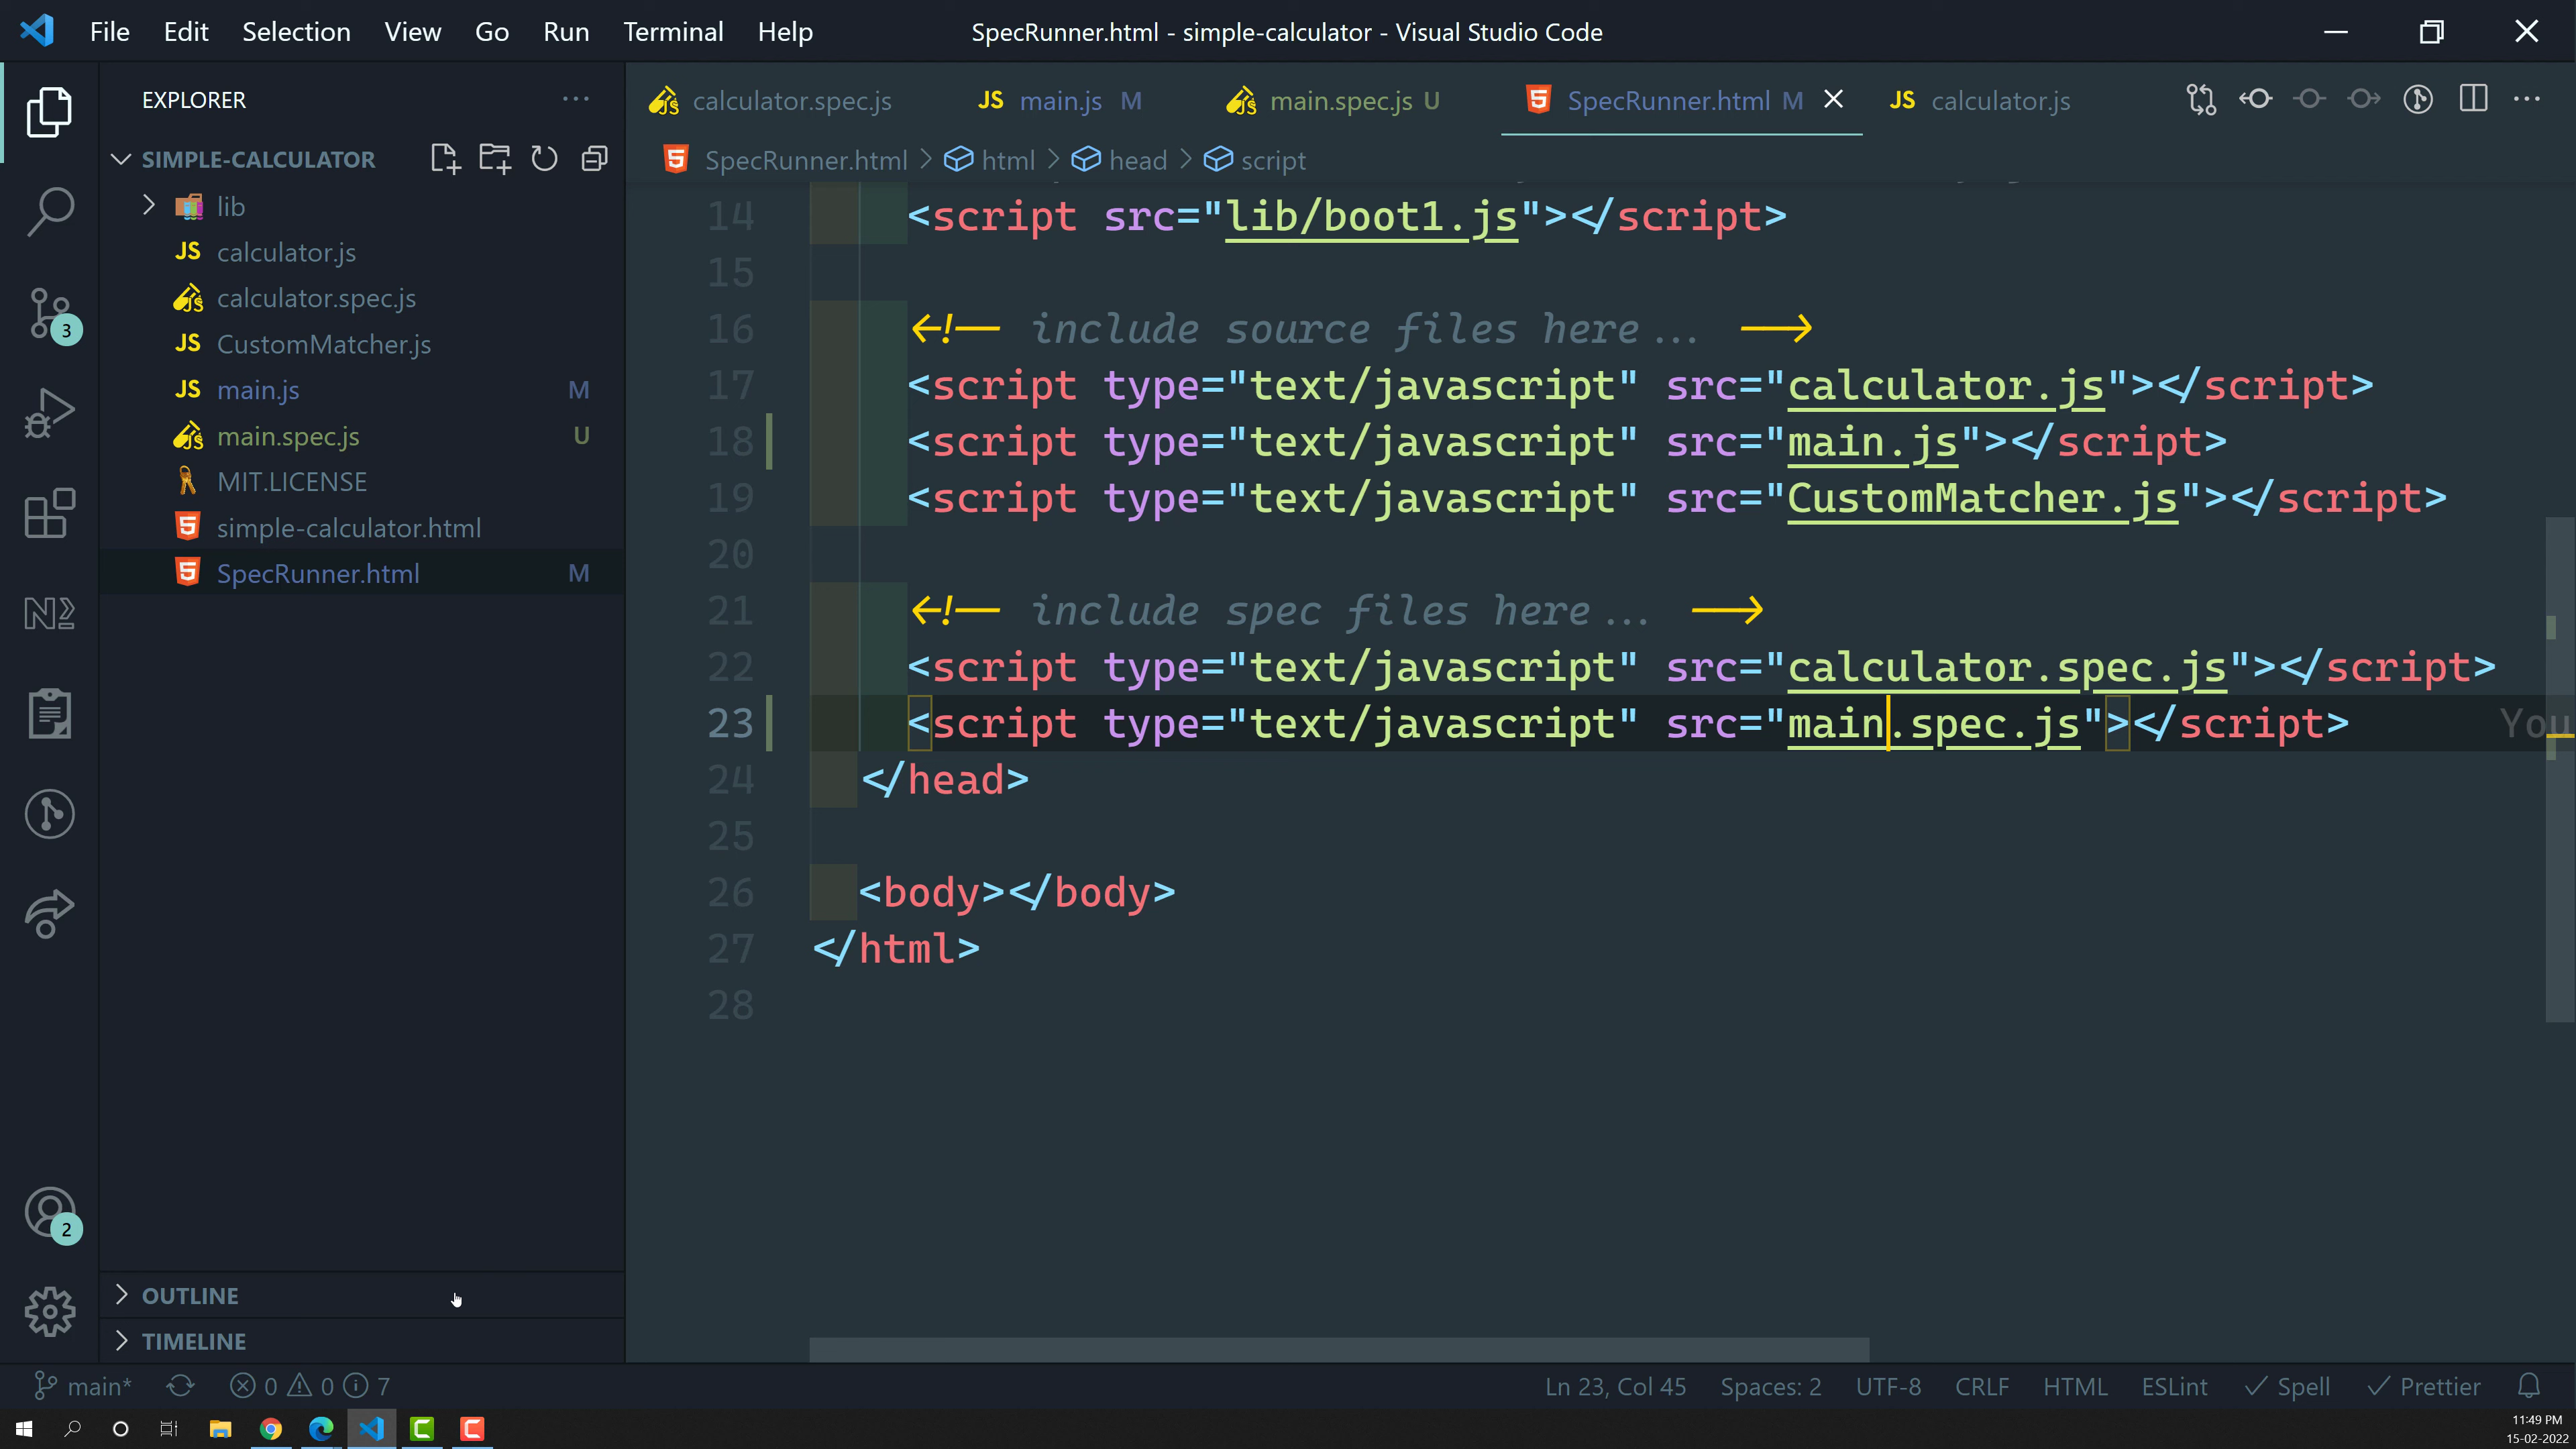 File Edit Selection View Go Run Terminal Help SpecRunner.html - simple-calculator - Visual Studio Code
EXPLORER
calculator.spec.js JS main.js M main.spec.js U SpecRunner.html M JS calculator.js
SIMPLE-CALCULATOR
SpecRunner.html > html > head > script
lib
JS calculator.js
calculator.spec.js
JS CustomMatcher.js
JS main.js M
main.spec.js U
MIT.LICENSE
simple-calculator.html
SpecRunner.html M
3
2
OUTLINE
TIMELINE
14 <script src="lib/boot1.js"></script>
15
16 <!-- include source files here... -->
17 <script type="text/javascript" src="calculator.js"></script>
18 <script type="text/javascript" src="main.js"></script>
19 <script type="text/javascript" src="CustomMatcher.js"></script>
20
21 <!-- include spec files here... -->
22 <script type="text/javascript" src="calculator.spec.js"></script>
23 <script type="text/javascript" src="main.spec.js"></script> You
24 </head>
25
26 <body></body>
27 </html>
28
main* 0 0 7 Ln 23, Col 45 Spaces: 2 UTF-8 CRLF HTML ESLint Spell Prettier
11:49 PM
15-02-2022